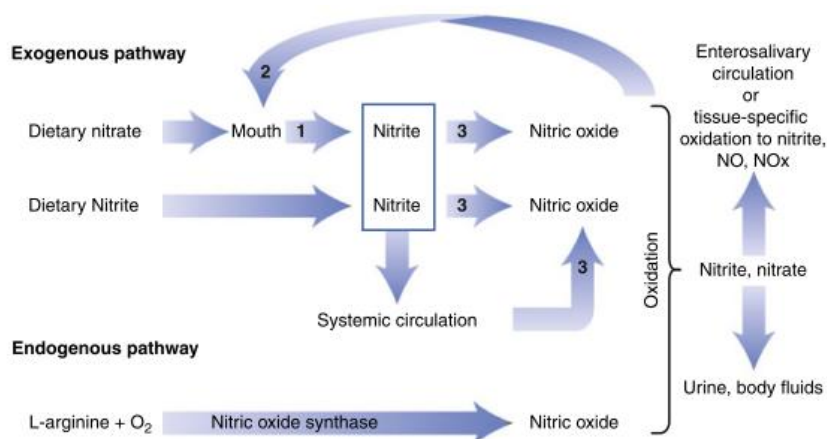 Exogenous pathway
2
Dietary nitrate
Mouth
1
Nitrite
3
Nitric oxide
Dietary Nitrite
Nitrite
3
Nitric oxide
3
Systemic circulation
Endogenous pathway
L-arginine + O₂
Nitric oxide synthase
Nitric oxide
Oxidation
Enterosalivary
circulation
or
tissue-specific
oxidation to nitrite,
NO, NOx
Nitrite, nitrate
Urine, body fluids